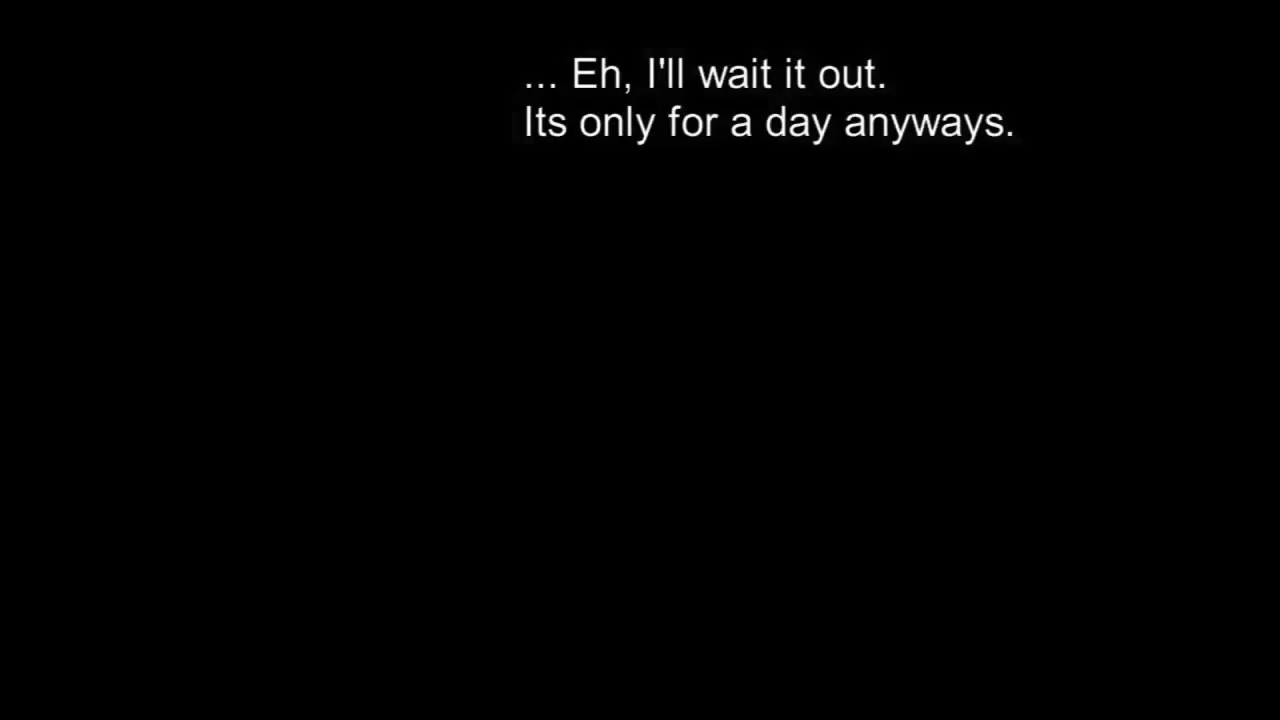 ... Eh, I'll wait it out.
Its only for a day anyways.